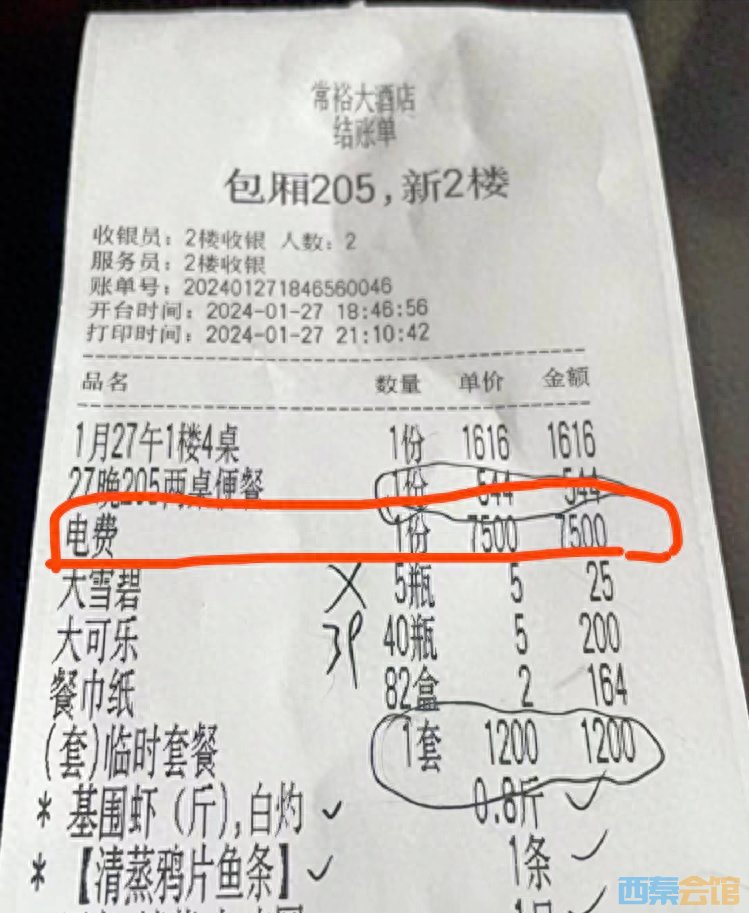 常裕大酒店
结账单
包厢205,新2楼
收银员: 2楼收银 人数: 2
服务员: 2楼收银
账单号: 202401271846560046
开台时间: 2024-01-27 18:46:56
打印时间: 2024-01-27 21:10:42
品名 数量 单价 金额
1月27午1楼4桌 1份 1616 1616
27晚205两桌便餐 1份 544 544
电费 1份 7500 7500
大雪碧 5瓶 5 25
大可乐 40瓶 5 200
餐巾纸 82盒 2 164
(套)临时套餐 1套 1200 1200
* 基围虾 (斤),白灼 0.8斤
* 【清蒸鸦片鱼条】 1条
西秦会馆